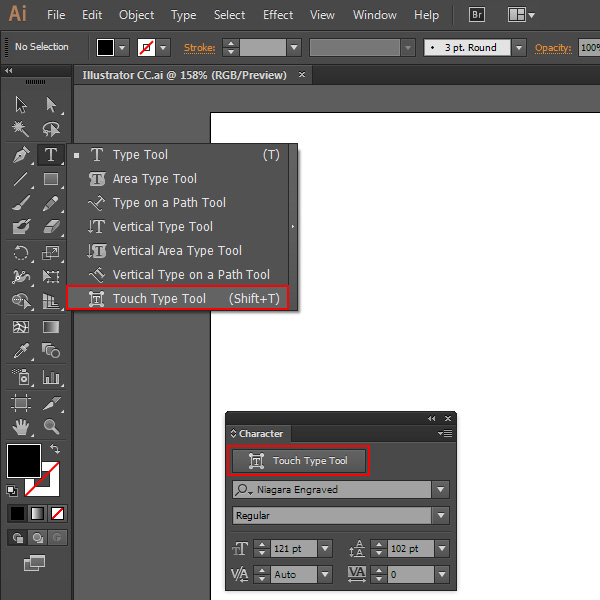 Ai File Edit Object Type Select Effect View Window Help Br
No Selection Stroke: 3 pt. Round Opacity: 100%
Illustrator CC.ai @ 158% (RGB/Preview) ×
T Type Tool (T)
Area Type Tool
Type on a Path Tool
Vertical Type Tool
Vertical Area Type Tool
Vertical Type on a Path Tool
Touch Type Tool (Shift+T)
Character
Touch Type Tool
Niagara Engraved
Regular
121 pt 102 pt
Auto 0